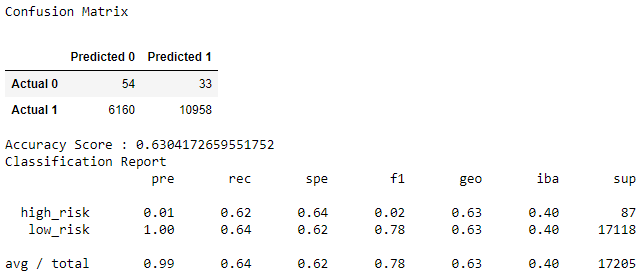 Confusion Matrix
Predicted 0 Predicted 1
Actual 0 54 33
Actual 1 6160 10958
Accuracy Score : 0.6304172659551752
Classification Report
pre rec spe f1 geo iba sup
high_risk 0.01 0.62 0.64 0.02 0.63 0.40 87
low_risk 1.00 0.64 0.62 0.78 0.63 0.40 17118
avg / total 0.99 0.64 0.62 0.78 0.63 0.40 17205